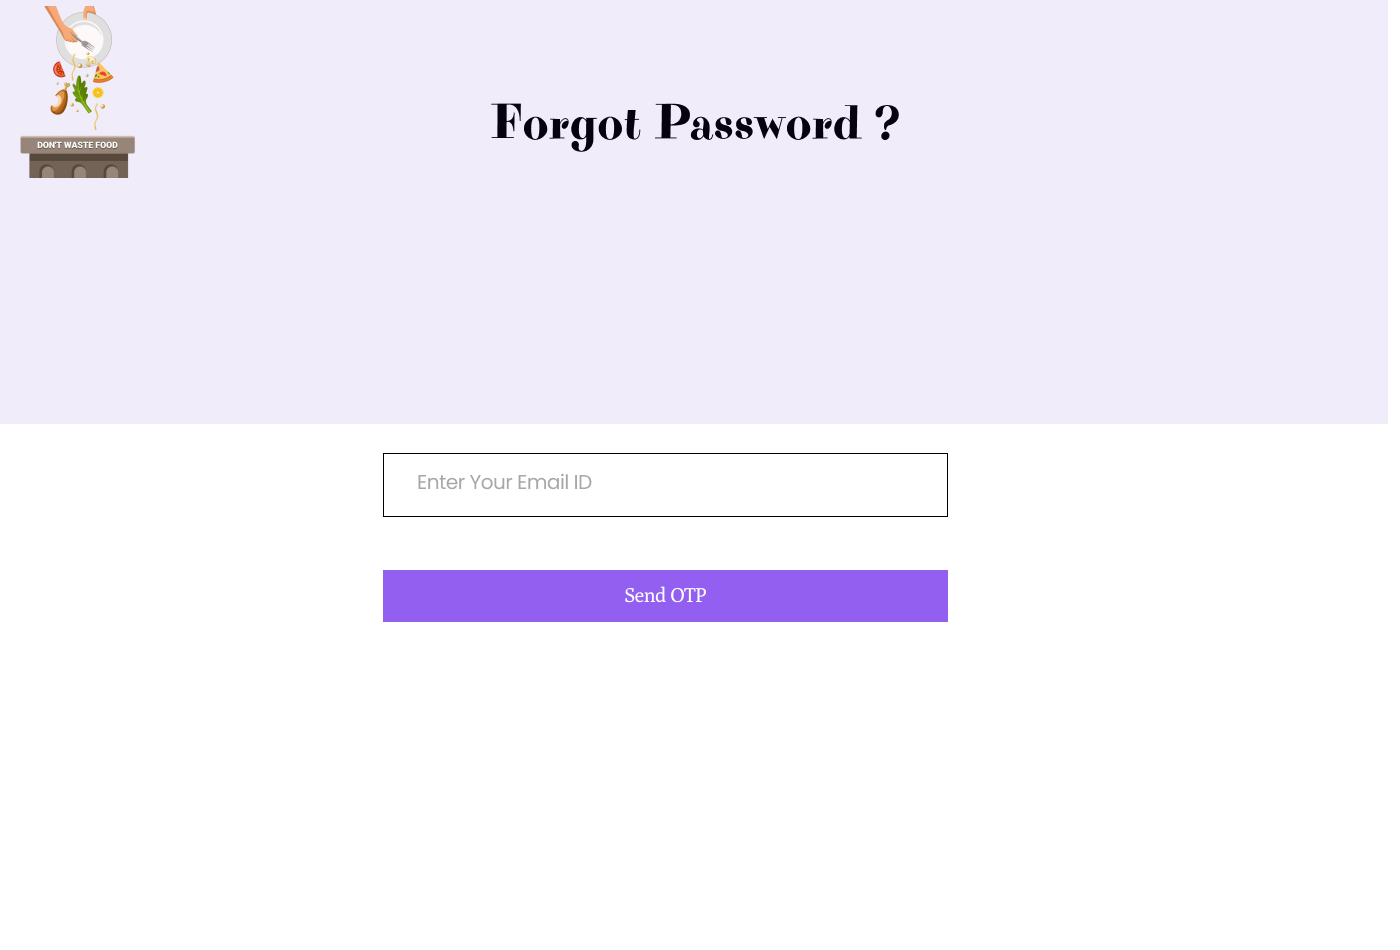 DON'T WASTE FOOD
Forgot Password ?
Enter Your Email ID
Send OTP